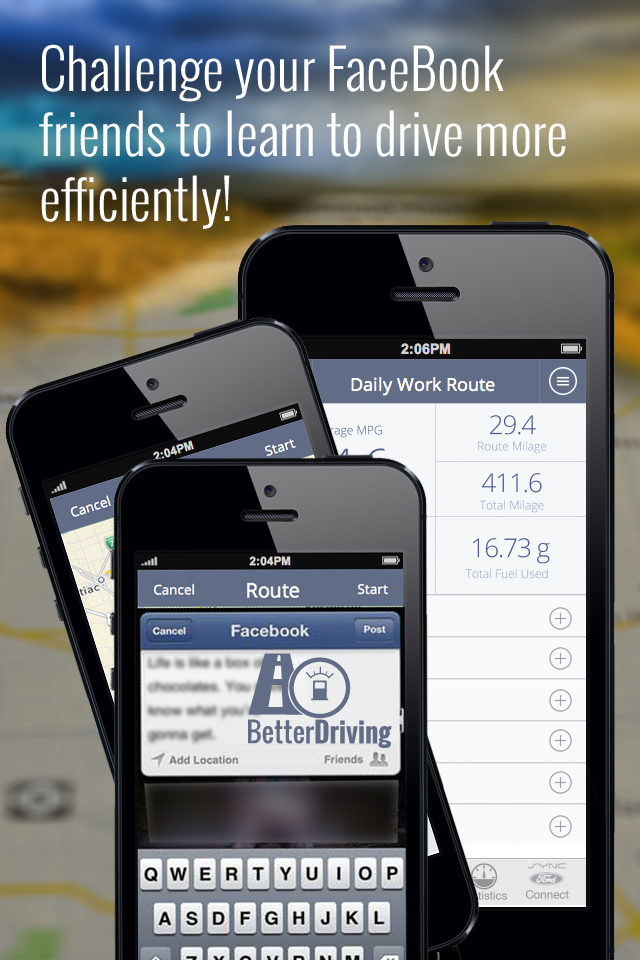 Challenge your FaceBook
friends to learn to drive more
efficiently!
2:06PM
Daily Work Route
rage MPG
29.4
Route Milage
411.6
Total Milage
16.73 g
Total Fuel Used
tistics
SYNC
Ford
Connect
2:04PM
Cancel
Start
2:04PM
Cancel
Route
Start
Cancel
Facebook
Post
Life is like a box o
chocolates. You
know what you'
gonna get.
BetterDriving
Add Location
Friends
Q W E R T Y U I O P
A S D F G H J K L
Z X C V B N M